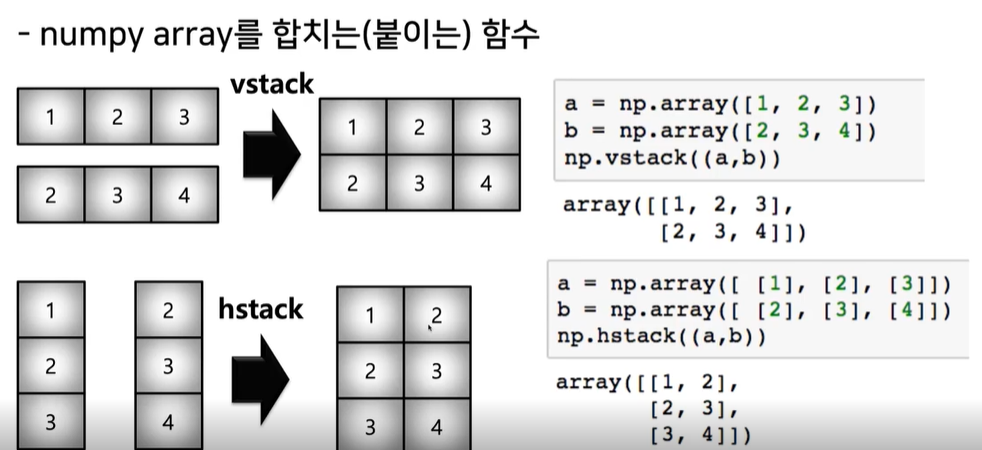 - numpy array를 합치는(붙이는) 함수
vstack
1 2 3
2 3 4
1 2 3
2 3 4
a = np.array([1, 2, 3])
b = np.array([2, 3, 4])
np.vstack((a,b))
array([[1, 2, 3],
[2, 3, 4]])
hstack
1
2
3
2
3
4
1 2
2 3
3 4
a = np.array([ [1], [2], [3]])
b = np.array([ [2], [3], [4]])
np.hstack((a,b))
array([[1, 2],
[2, 3],
[3, 4]])